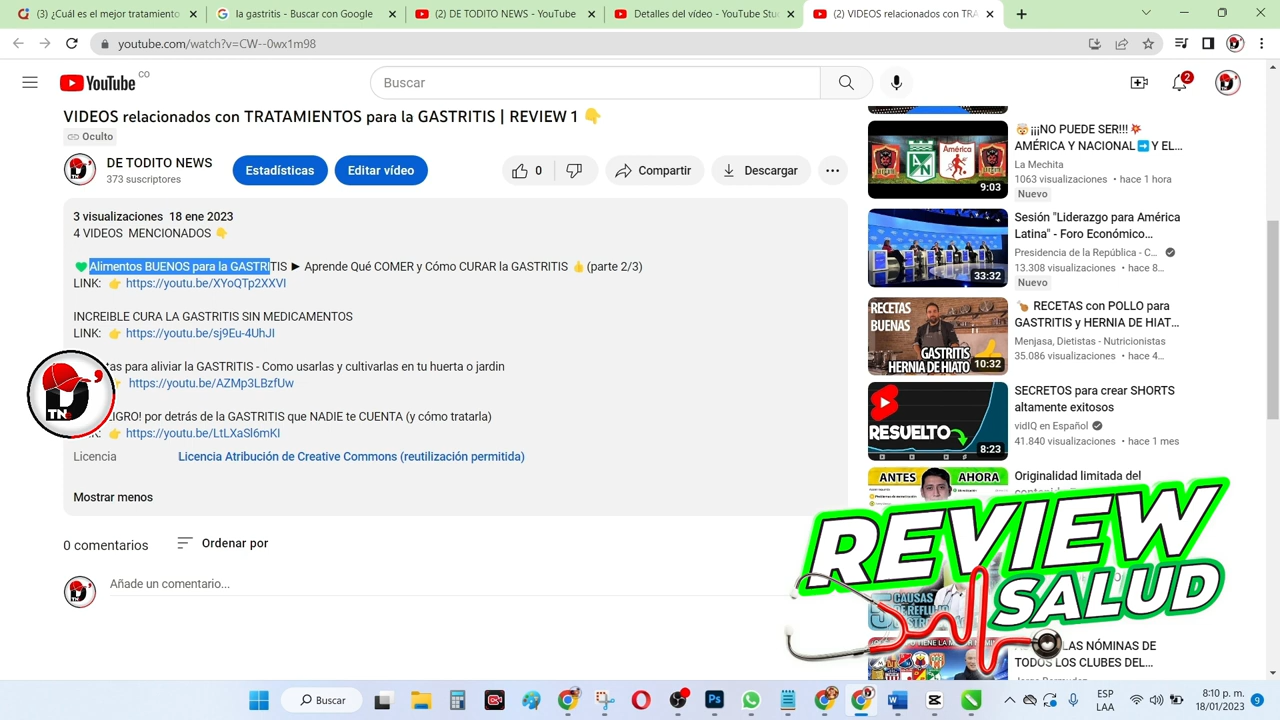 (3) ¿Cuál es el mejor tratamiento
la gastritis - Buscar con Google
(2) DE TODITO NEWS - YouTube
Detalles del vídeo - YouTube Stu
(2) VIDEOS relacionados con TRA
youtube.com/watch?v=CW--0wx1m98
YouTube CO
Buscar
2
VIDEOS relacionados con TRATAMIENTOS para la GASTRITIS | REVIEW 1 👇
Oculto
DE TODITO NEWS
373 suscriptores
Editar vídeo
0
Compartir
Descargar
3 visualizaciones 18 ene 2023
4 VIDEOS MENCIONADOS 👇
💚Alimentos BUENOS para la GASTRITIS ► Aprende Qué COMER y Cómo CURAR la GASTRITIS 👍(parte 2/3)
LINK: 👉 https://youtu.be/XYoQTp2XXVI
INCREIBLE CURA LA GASTRITIS SIN MEDICAMENTOS
LINK: 👉 https://youtu.be/sj9Eu-4UhJI
para aliviar la GASTRITIS - Como usarlas y cultivarlas en tu huerta o jardin
https://youtu.be/AZMp3LBzfUw
por detrás de la GASTRITIS que NADIE te CUENTA (y cómo tratarla)
👉 https://youtu.be/LtLXaSl6mKI
TN
Licencia
Licencia Atribución de Creative Commons (reutilización permitida)
Mostrar menos
0 comentarios
Ordenar por
Añade un comentario...
América
9:03
🤯¡¡¡NO PUEDE SER!!!💥
AMÉRICA Y NACIONAL➡️Y EL...
La Mechita
1063 visualizaciones • hace 1 hora
Nuevo
33:32
Sesión "Liderazgo para América
Latina" - Foro Económico...
Presidencia de la República - C...
13.308 visualizaciones • hace 8...
Nuevo
RECETAS
BUENAS
GASTRITIS
HERNIA DE HIATO
10:32
🍗 RECETAS con POLLO para
GASTRITIS y HERNIA DE HIAT...
Menjasa, Dietistas - Nutricionistas
35.086 visualizaciones • hace 4...
RESUELTO
8:23
SECRETOS para crear SHORTS
altamente exitosos
vidIQ en Español
41.840 visualizaciones • hace 1 mes
ANTES
AHORA
Originalidad limitada del
REVIEW
SALUD
CAUSAS
DE REFLUJO
LAS NÓMINAS DE
TODOS LOS CLUBES DEL...
Buscar
ESP
LAA
8:10 p. m.
18/01/2023
9